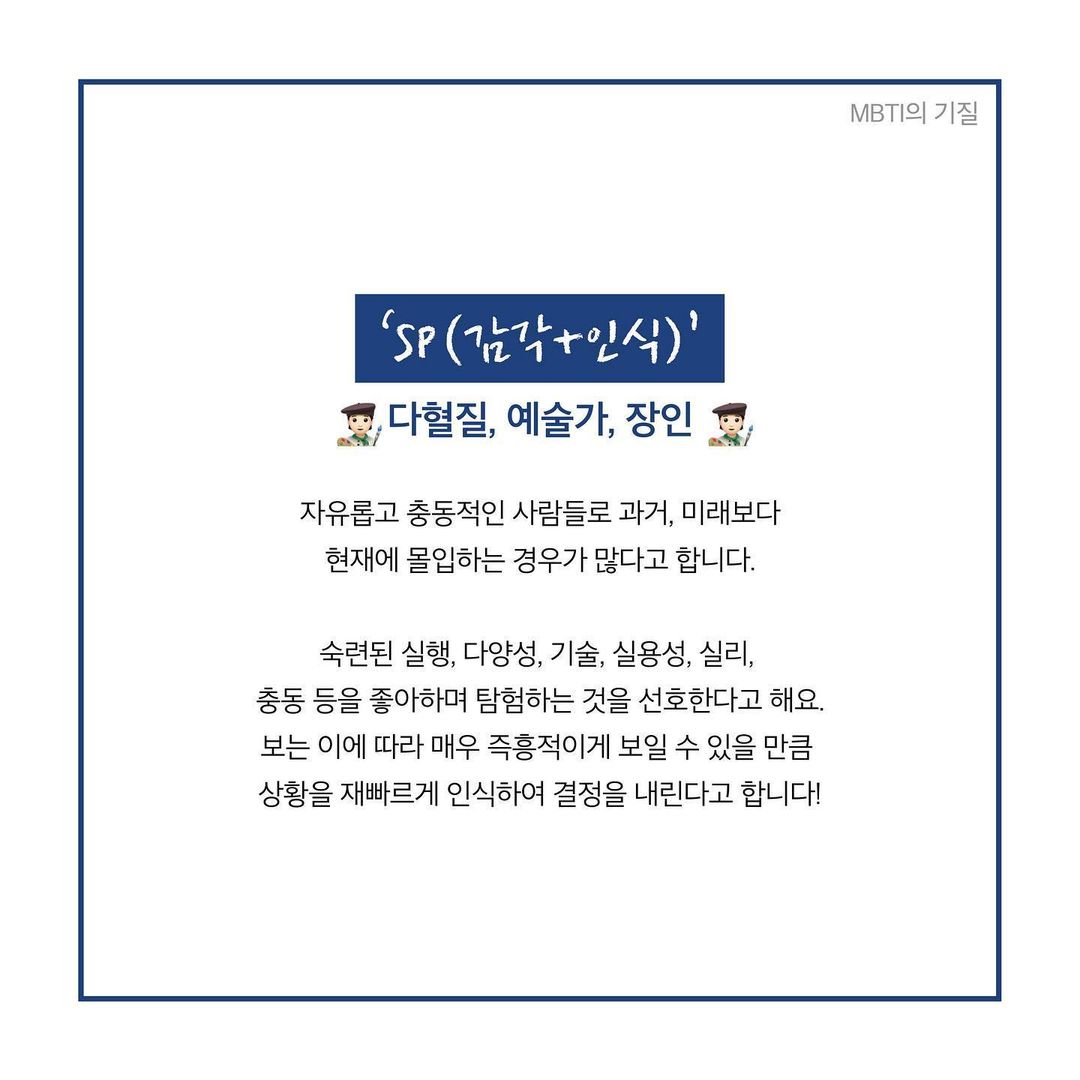 MBTI의 기질
‘SP(감각+인식)’
다혈질, 예술가, 장인
자유롭고 충동적인 사람들로 과거, 미래보다
현재에 몰입하는 경우가 많다고 합니다.
숙련된 실행, 다양성, 기술, 실용성, 실리,
충동 등을 좋아하며 탐험하는 것을 선호한다고 해요.
보는 이에 따라 매우 즉흥적이게 보일 수 있을 만큼
상황을 재빠르게 인식하여 결정을 내린다고 합니다!